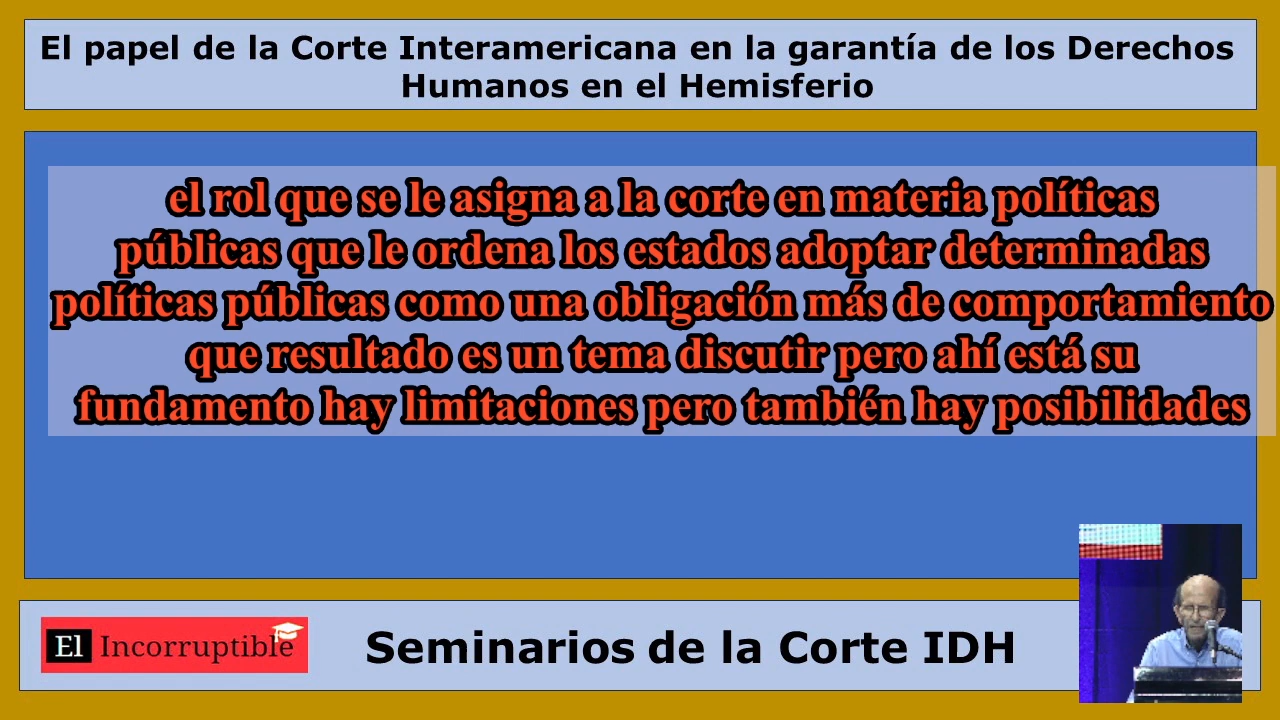 El papel de la Corte Interamericana en la garantía de los Derechos
Humanos en el Hemisferio
el rol que se le asigna a la corte en materia políticas
públicas que le ordena los estados adoptar determinadas
políticas públicas como una obligación más de comportamiento
que resultado es un tema discutir pero ahí está su
fundamento hay limitaciones pero también hay posibilidades
El Incorruptible
Seminarios de la Corte IDH